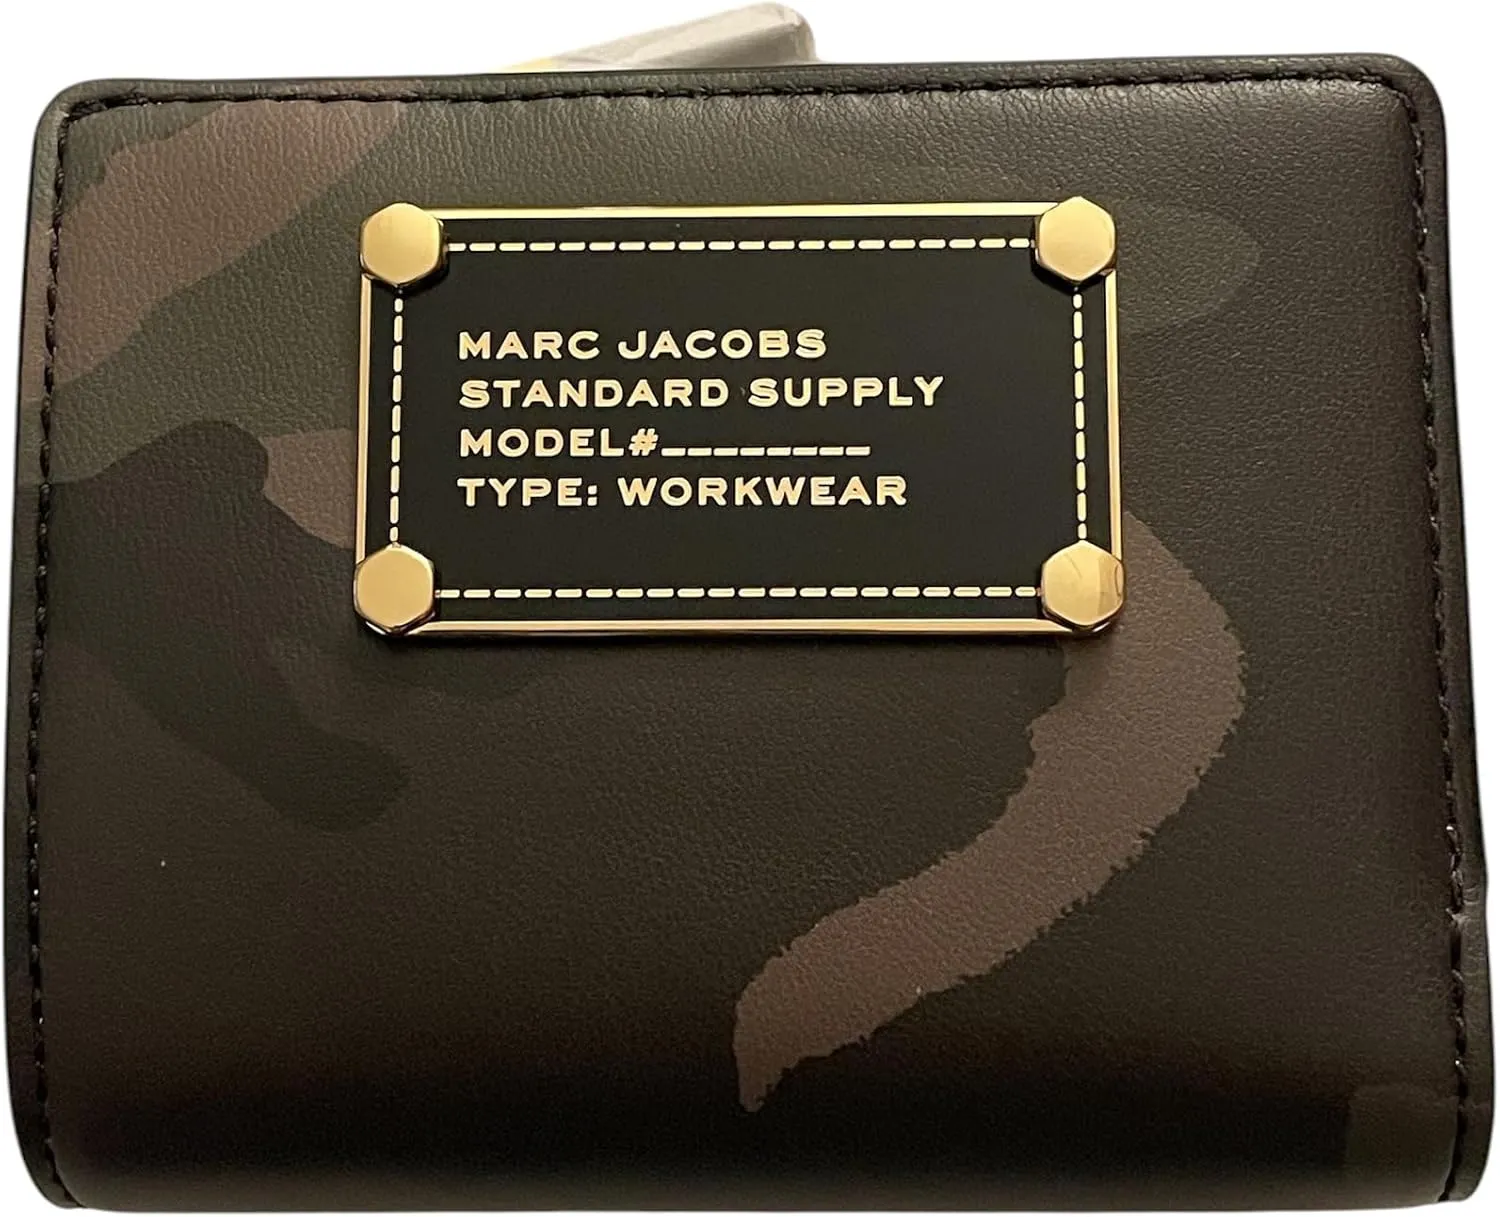 MARC JACOBS
STANDARD SUPPLY
MODEL#________
TYPE: WORKWEAR